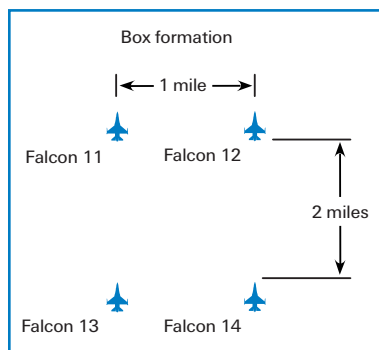 Box formation
1 mile
Falcon 11
Falcon 12
2 miles
Falcon 13
Falcon 14